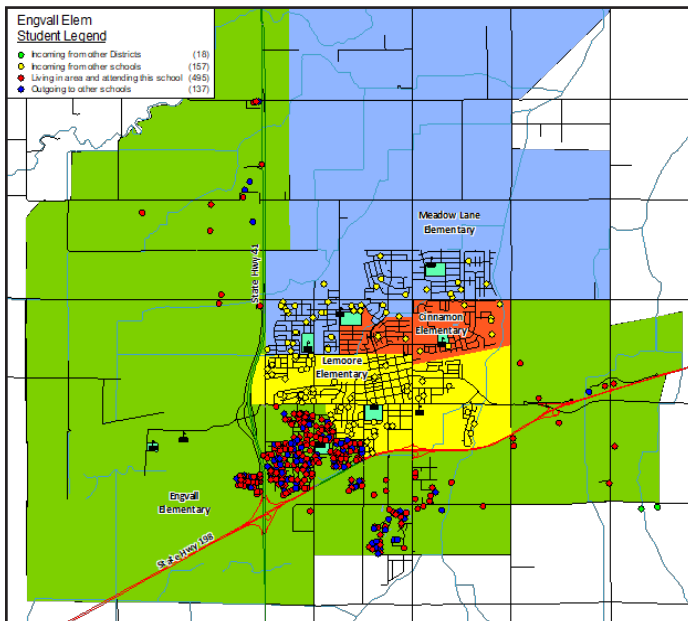 Engvall Elem
Student Legend
Incoming from other Districts (18)
Incoming from other schools (157)
Living in area and attending this school (495)
Outgoing to other schools (137)
Meadow Lane
Elementary
State Hwy 41
Cinnamon
Elementary
Lemoore
Elementary
Engvall
Elementary
State Hwy 198